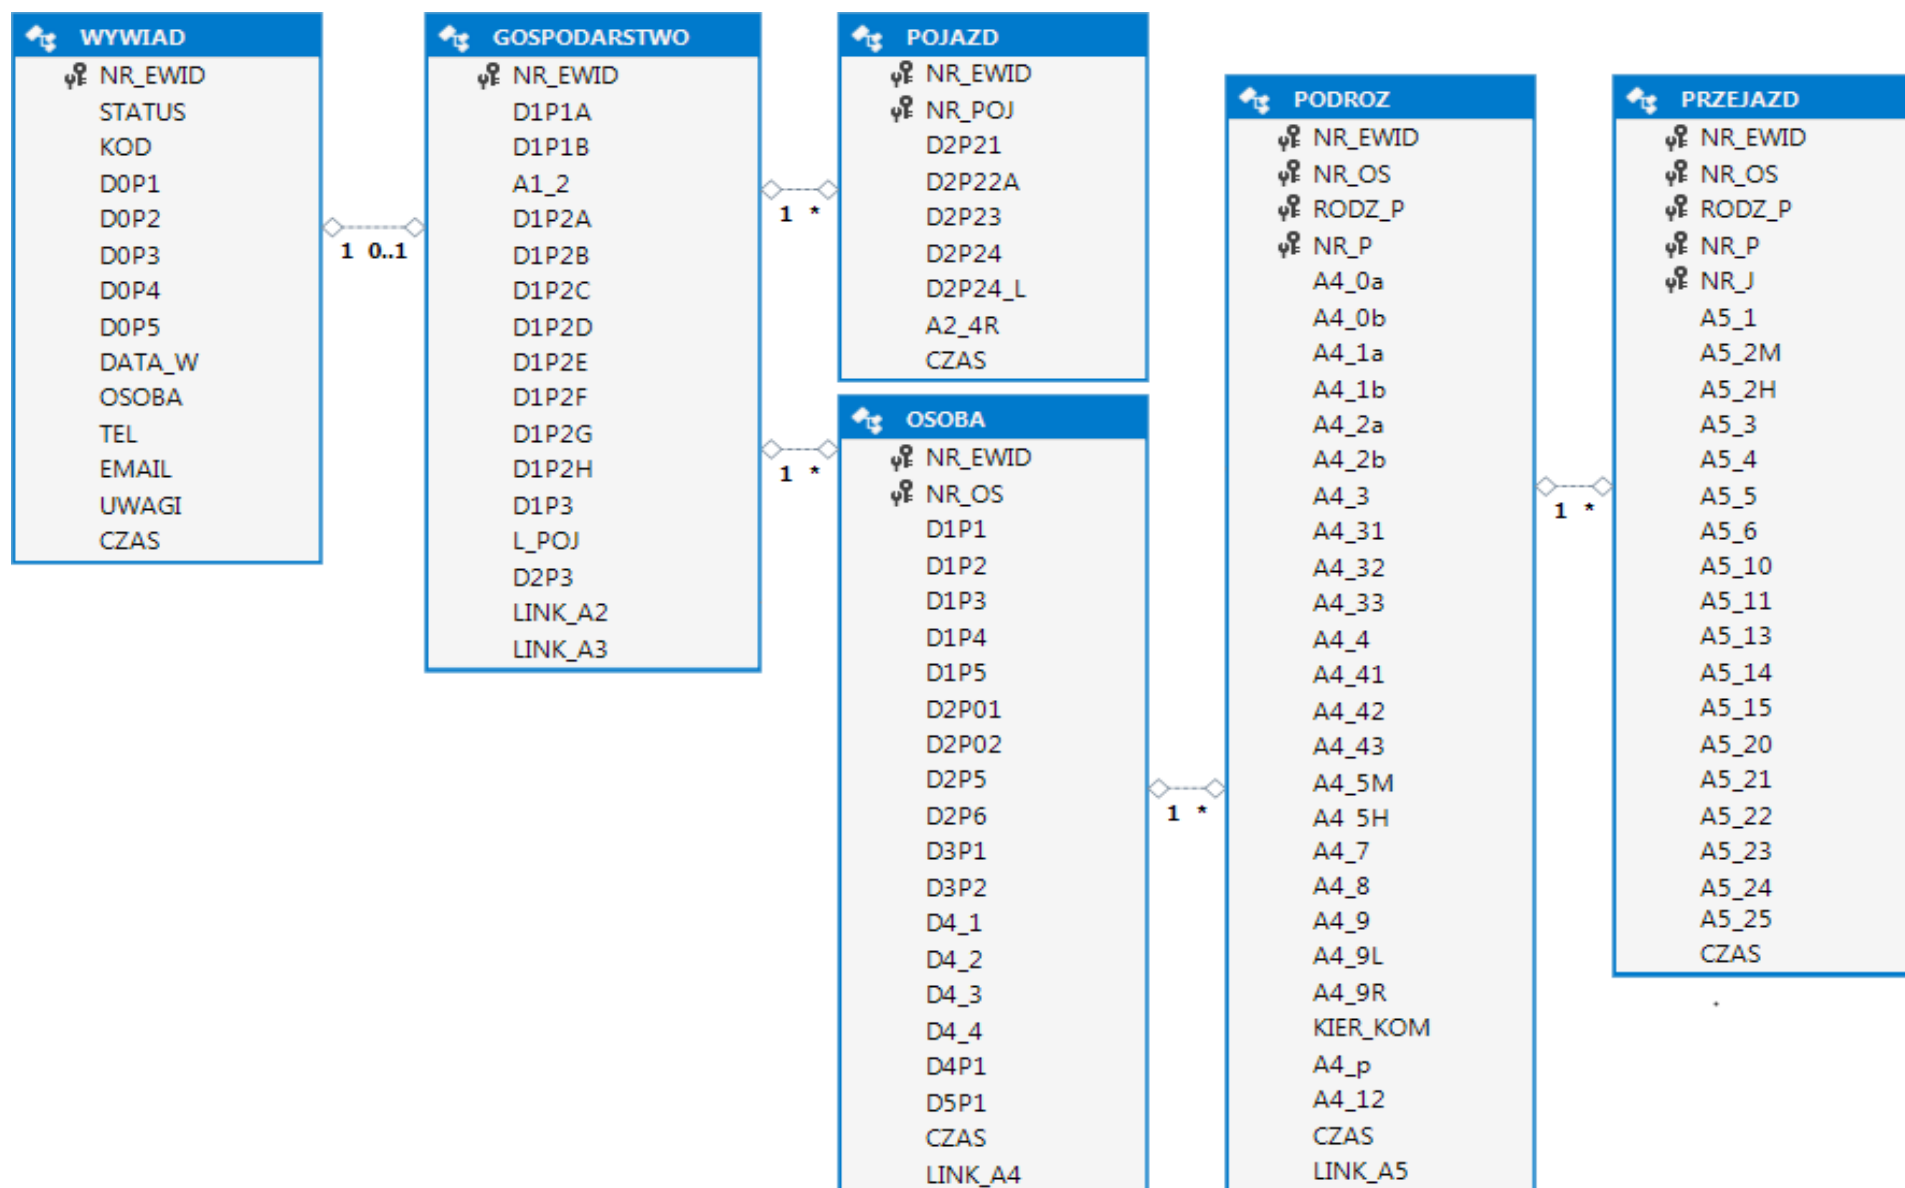 WYWIAD
NR_EWID
STATUS
KOD
D0P1
D0P2
D0P3
D0P4
D0P5
DATA_W
OSOBA
TEL
EMAIL
UWAGI
CZAS
1 0..1
GOSPODARSTWO
NR_EWID
D1P1A
D1P1B
A1_2
D1P2A
D1P2B
D1P2C
D1P2D
D1P2E
D1P2F
D1P2G
D1P2H
D1P3
L_POJ
D2P3
LINK_A2
LINK_A3
1 *
1 *
POJAZD
NR_EWID
NR_POJ
D2P21
D2P22A
D2P23
D2P24
D2P24_L
A2_4R
CZAS
OSOBA
NR_EWID
NR_OS
D1P1
D1P2
D1P3
D1P4
D1P5
D2P01
D2P02
D2P5
D2P6
D3P1
D3P2
D4_1
D4_2
D4_3
D4_4
D4P1
D5P1
CZAS
LINK_A4
1 *
PODROZ
NR_EWID
NR_OS
RODZ_P
NR_P
A4_0a
A4_0b
A4_1a
A4_1b
A4_2a
A4_2b
A4_3
A4_31
A4_32
A4_33
A4_4
A4_41
A4_42
A4_43
A4_5M
A4_5H
A4_7
A4_8
A4_9
A4_9L
A4_9R
KIER_KOM
A4_p
A4_12
CZAS
LINK_A5
1 *
PRZEJAZD
NR_EWID
NR_OS
RODZ_P
NR_P
NR_J
A5_1
A5_2M
A5_2H
A5_3
A5_4
A5_5
A5_6
A5_10
A5_11
A5_13
A5_14
A5_15
A5_20
A5_21
A5_22
A5_23
A5_24
A5_25
CZAS